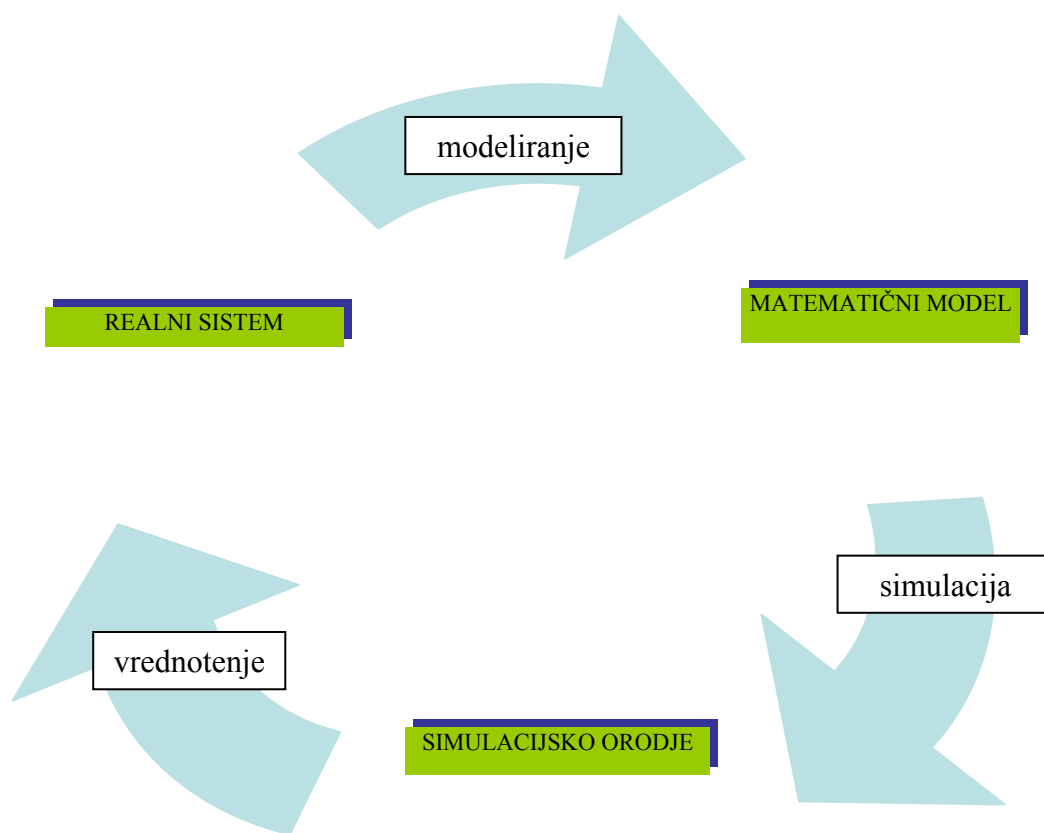 modeliranje
REALNI SISTEM
MATEMATIČNI MODEL
simulacija
vrednotenje
SIMULACIJSKO ORODJE